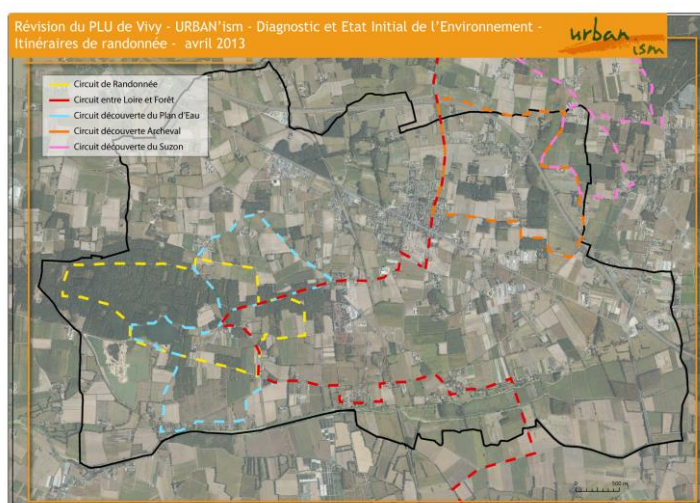 Révision du PLU de Vivy - URBAN'ism - Diagnostic et Etat Initial de l'Environnement -
Itinéraires de randonnée - avril 2013
urban
ism
Circuit de Randonnée
Circuit entre Loire et Forêt
Circuit découverte du Plan d'Eau
Circuit découverte Archeval
Circuit découverte du Suzon